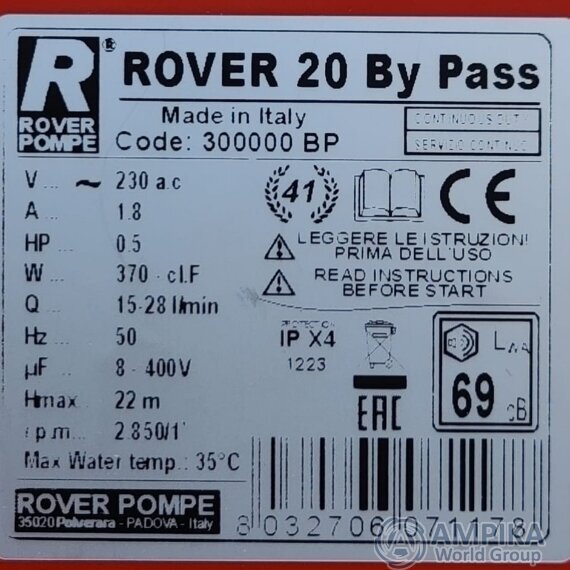 R®
ROVER
POMPE
ROVER 20 By Pass
Made in Italy
Code: 300000 BP
CONTINUOUS DUTY
SERVIZIO CONTINUO
V ... ~ 230 a.c
A ... 1.8
HP ... 0.5
W ... 370 - cl.F
Q ... 15-28 l/min
Hz ... 50
µF ... 8 - 400V
Hmax. 22 m
r.p.m. 2.850/1'
Max Water temp.: 35°C
41
CE
LEGGERE LE ISTRUZIONI
PRIMA DELL'USO
READ INSTRUCTIONS
BEFORE START
PROTECTION
IP X4
1223
EAC
LWA
69 dB
ROVER POMPE
35020 Polverara - PADOVA - Italy
8 032706 071178
AMPIKA
World Group